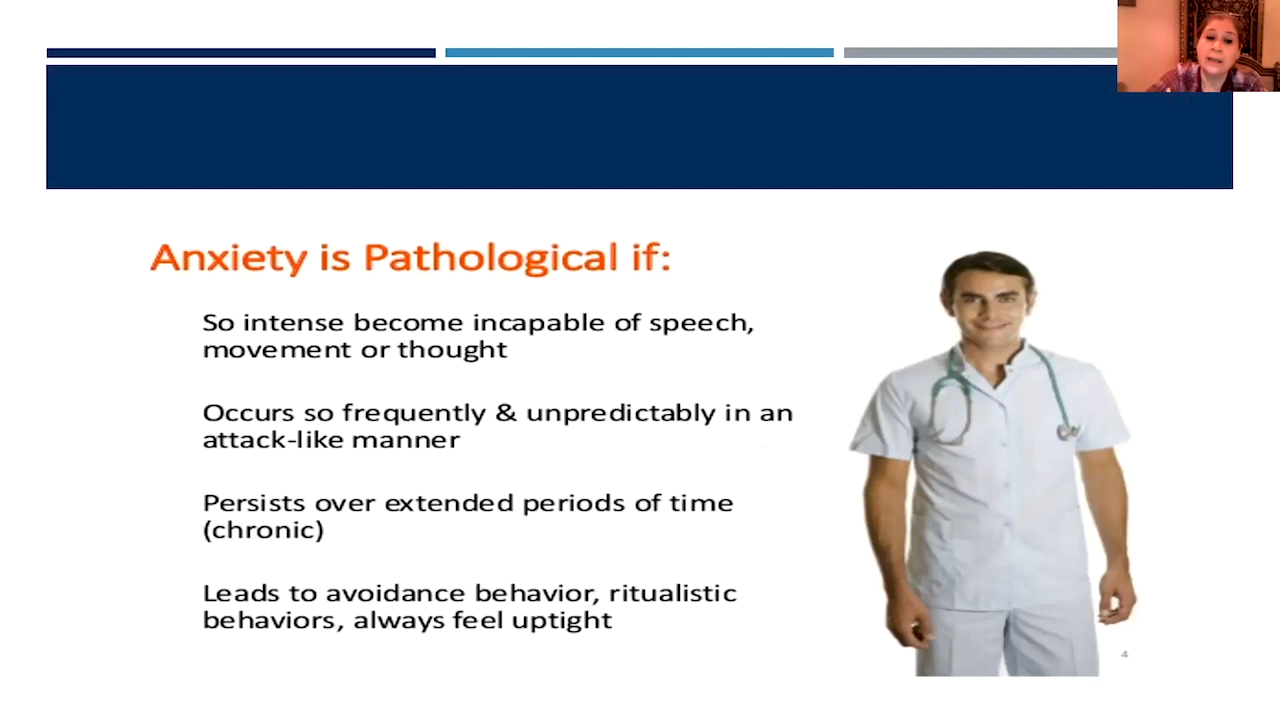 Anxiety is Pathological if:
So intense become incapable of speech,
movement or thought
Occurs so frequently & unpredictably in an
attack-like manner
Persists over extended periods of time
(chronic)
Leads to avoidance behavior, ritualistic
behaviors, always feel uptight
4